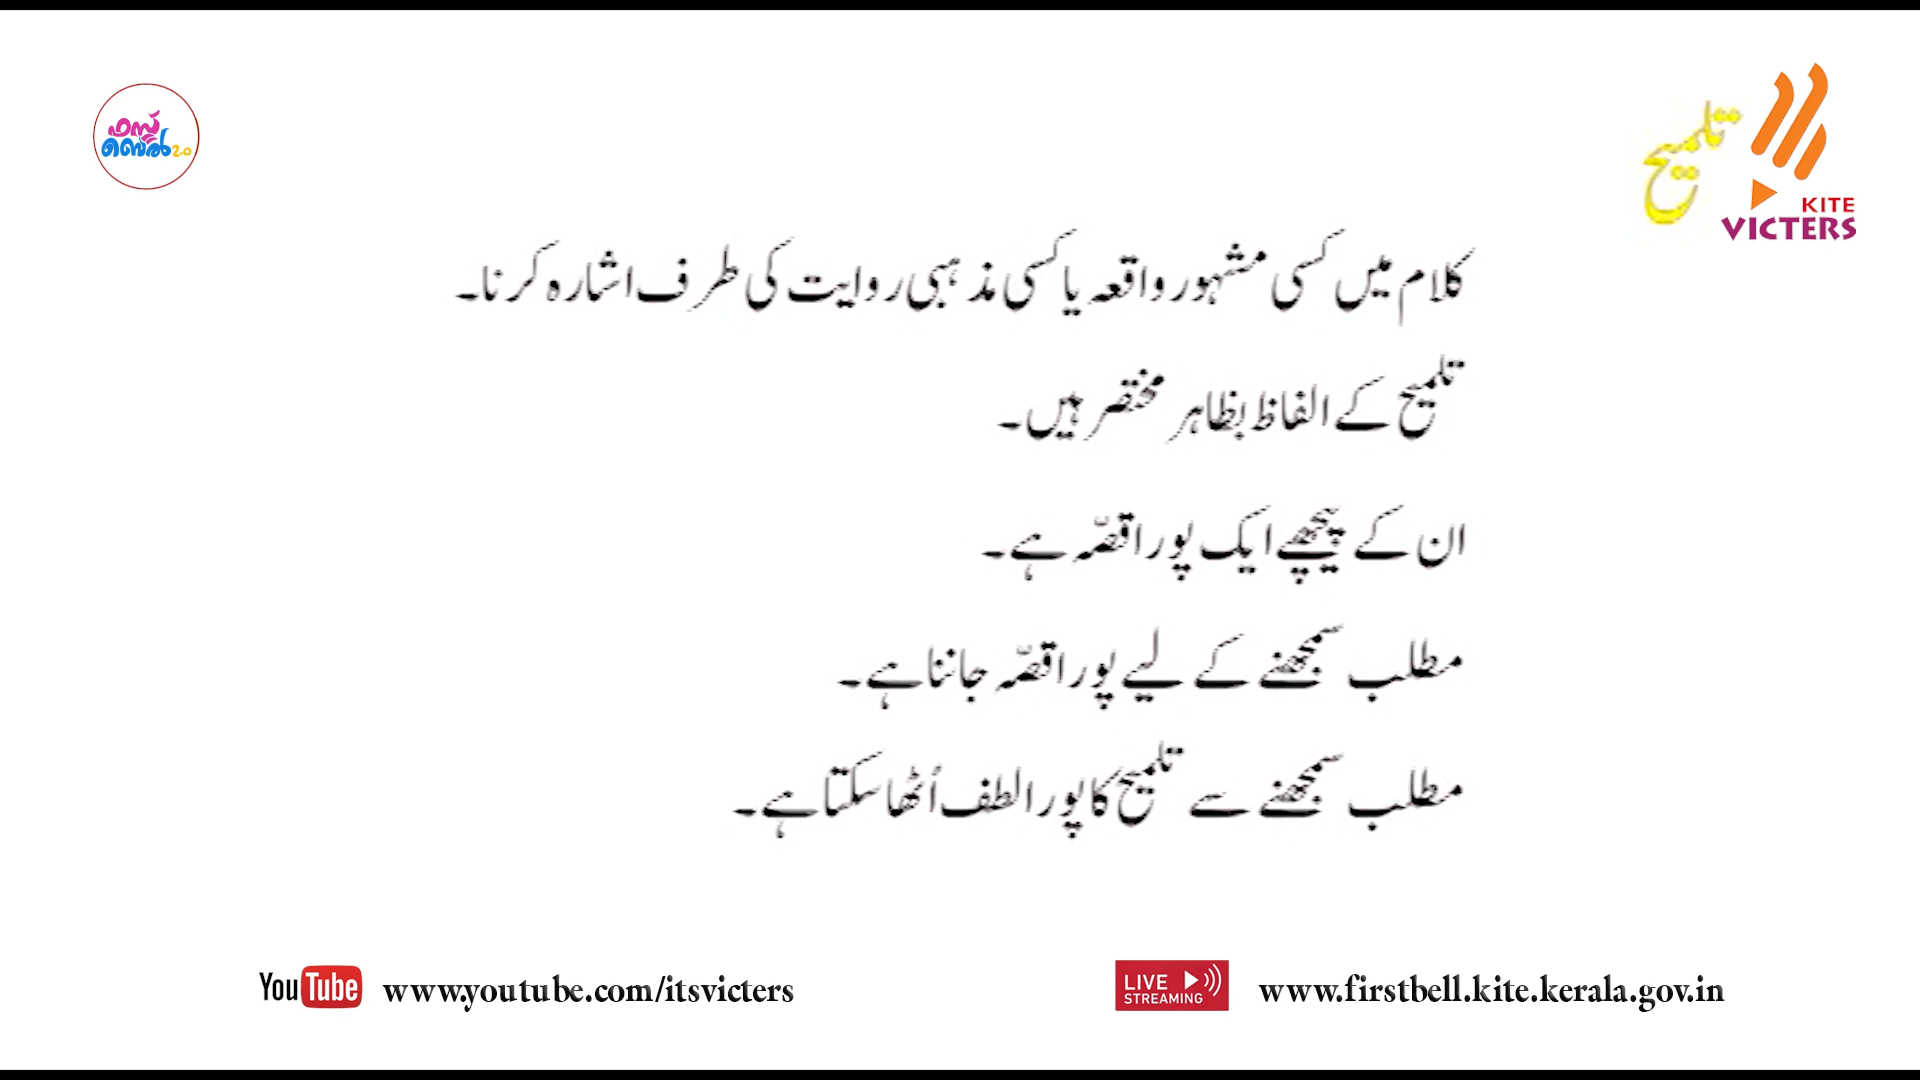 ഫസ്റ്റ്
ബെൽ 2.0
تلمیح
KITE
VICTERS
کلام میں کسی مشہور واقعہ یا کسی مذہبی روایت کی طرف اشارہ کرنا۔
تلمیح کے الفاظ بظاہر مختصر ہیں۔
ان کے پیچھے ایک پورا قصّہ ہے۔
مطلب سمجھنے کے لیے پورا قصّہ جاننا ہے۔
مطلب سمجھنے سے تلمیح کا پورا لطف اُٹھا سکتا ہے۔
YouTube www.youtube.com/itsvicters
LIVE STREAMING www.firstbell.kite.kerala.gov.in